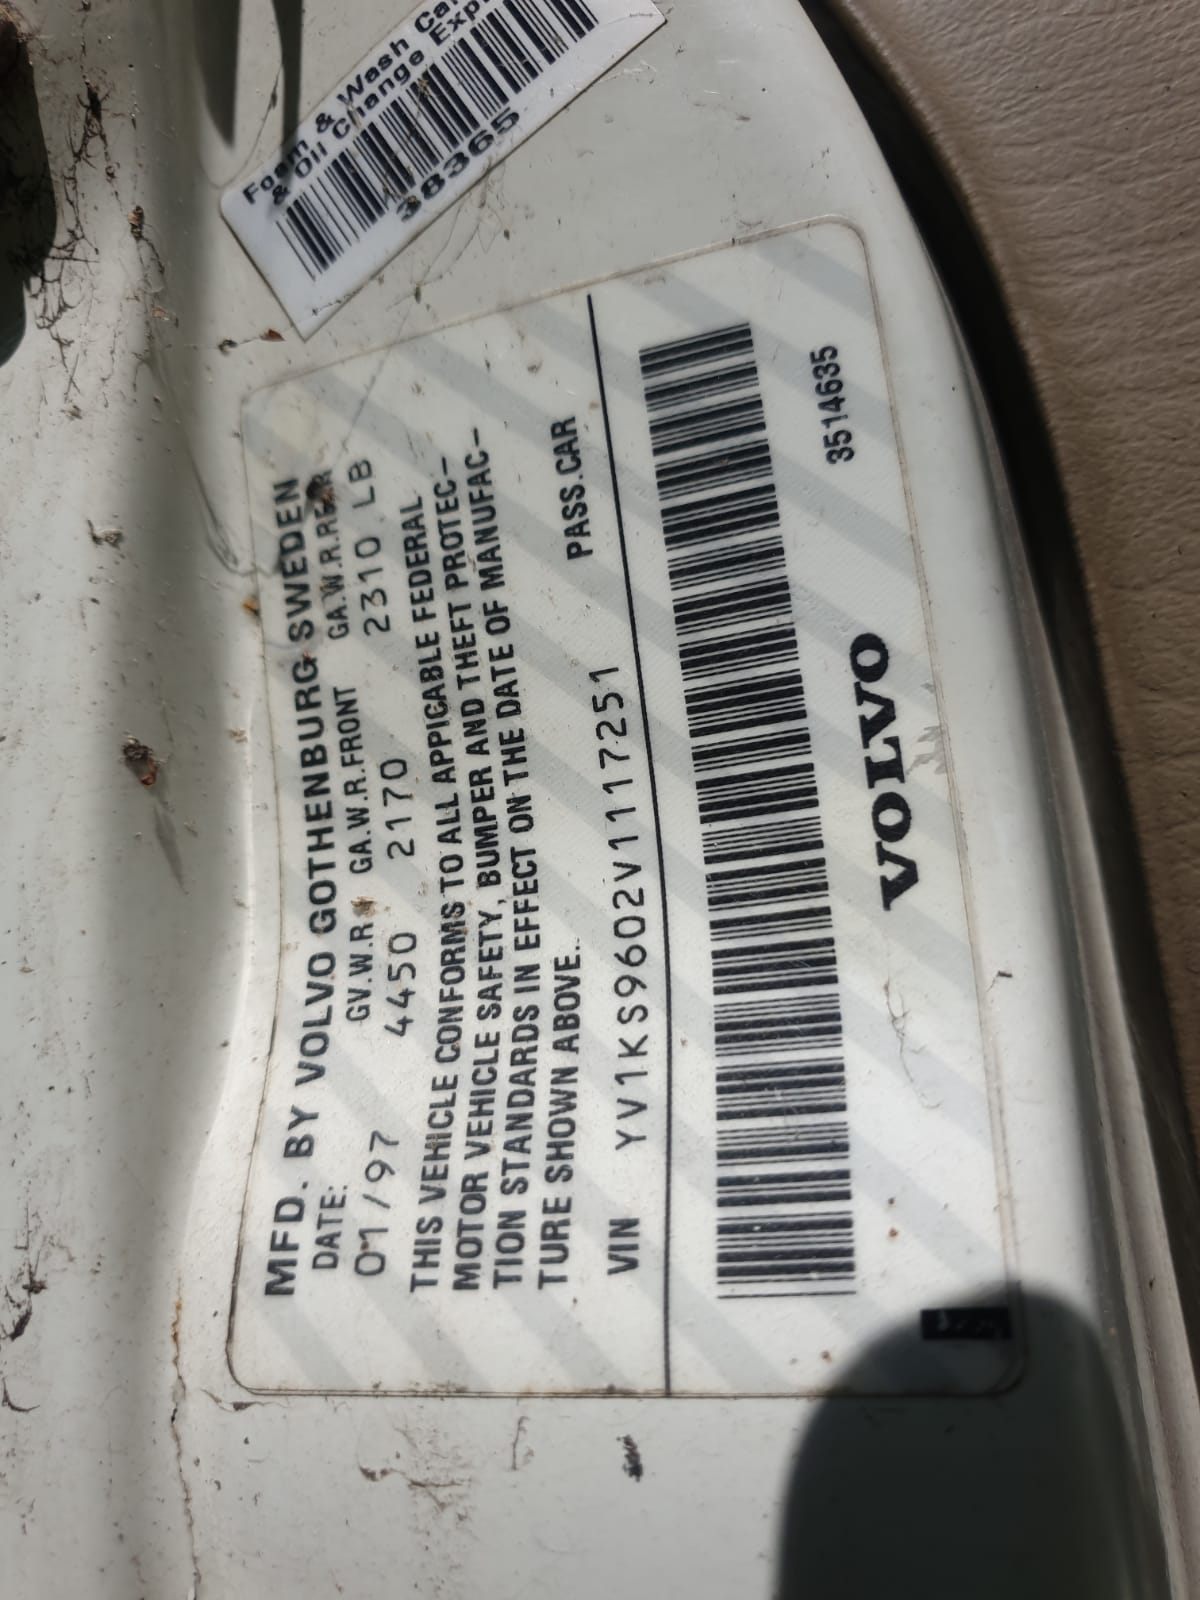 Foam & Wash Ca
& Oil Change Exp
38365
MFD. BY VOLVO GOTHENBURG SWEDEN
DATE: GV.W.R GA.W.R.FRONT GA.W.R.REAR
01/97 4450 2170 2310 LB
THIS VEHICLE CONFORMS TO ALL APPICABLE FEDERAL
MOTOR VEHICLE SAFETY, BUMPER AND THEFT PROTEC-
TION STANDARDS IN EFFECT ON THE DATE OF MANUFAC-
TURE SHOWN ABOVE.
PASS.CAR
VIN YV1KS9602V1117251
3514635
VOLVO